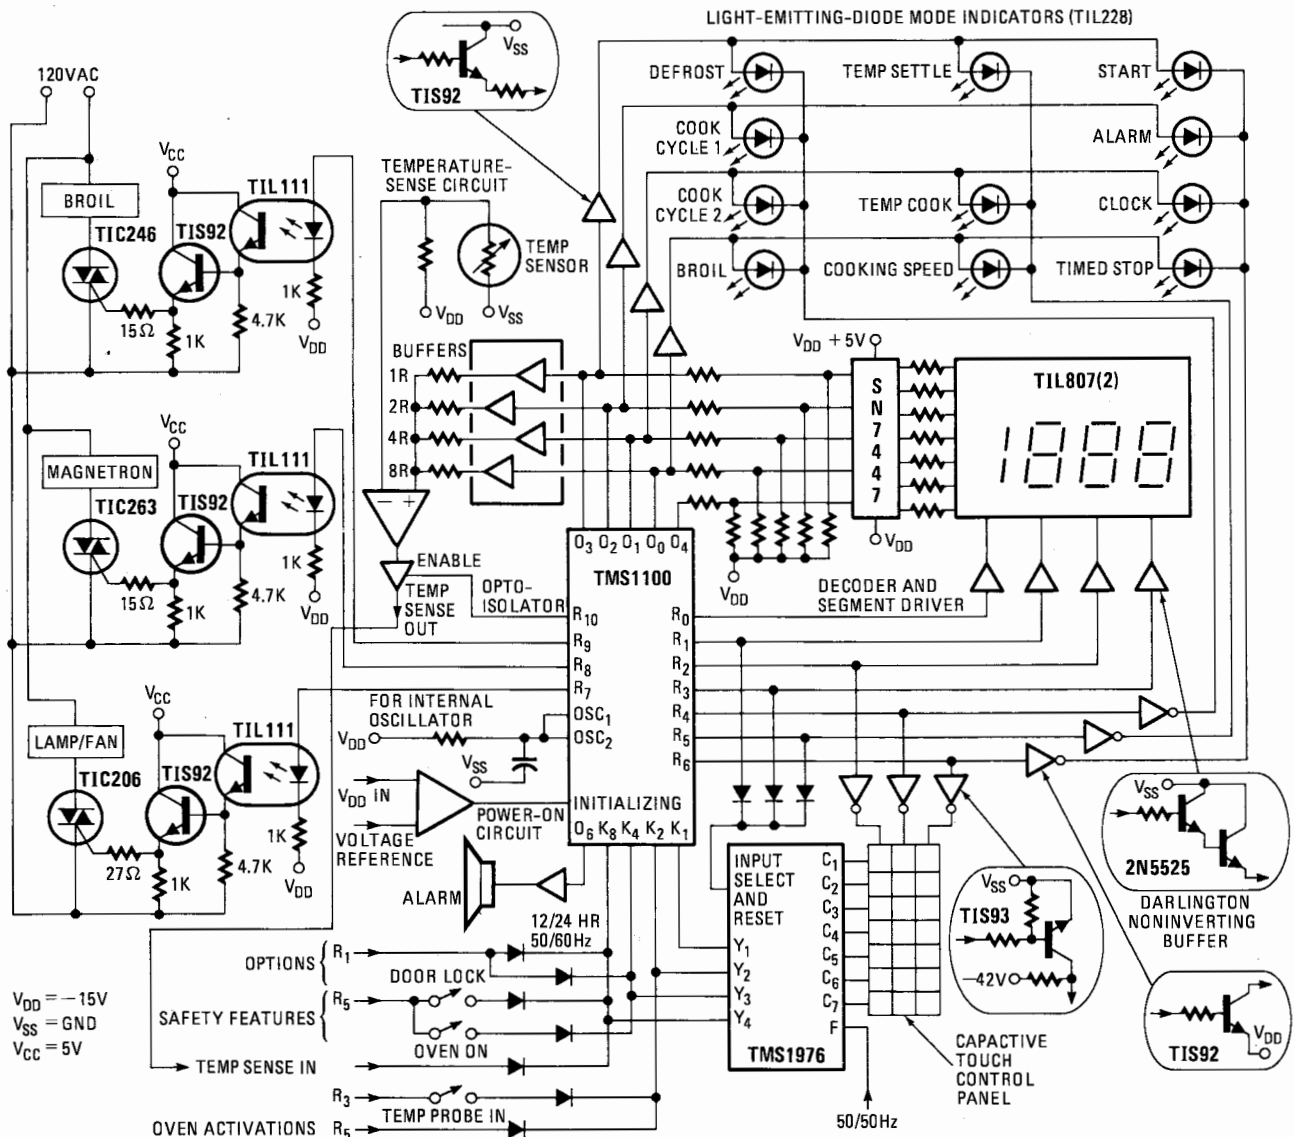 LIGHT-EMITTING-DIODE MODE INDICATORS (TIL228)
VSS
TIS92
DEFROST
TEMP SETTLE
START
COOK
CYCLE 1
ALARM
COOK
CYCLE 2
TEMP COOK
CLOCK
BROIL
COOKING SPEED
TIMED STOP
120VAC
VCC
TIL111
BROIL
TIC246
TIS92
1K
15Ω
1K
4.7K
VDD
TEMPERATURE-
SENSE CIRCUIT
TEMP
SENSOR
VDD
VSS
BUFFERS
1R
2R
4R
8R
- +
VDD + 5V
SN7447
VDD
TIL807(2)
1888
VCC
TIL111
MAGNETRON
TIC263
TIS92
1K
15Ω
1K
4.7K
VDD
ENABLE
TEMP
SENSE
OUT
OPTO-
ISOLATOR
O3 O2 O1 O0 O4
TMS1100
VDD
DECODER AND
SEGMENT DRIVER
R10
R9
R8
R7
OSC1
OSC2
INITIALIZING
O6 K8 K4 K2 K1
R0
R1
R2
R3
R4
R5
R6
VCC
TIL111
LAMP/FAN
TIC206
TIS92
1K
27Ω
1K
4.7K
VDD
FOR INTERNAL
OSCILLATOR
VDD
VSS
VDD IN
VOLTAGE
REFERENCE
POWER-ON
CIRCUIT
ALARM
12/24 HR
50/60Hz
INPUT
SELECT
AND
RESET
Y1
Y2
Y3
Y4
C1
C2
C3
C4
C5
C6
C7
F
TMS1976
VSS
2N5525
DARLINGTON
NONINVERTING
BUFFER
VSS
TIS93
-42V
TIS92
VDD
CAPACTIVE
TOUCH
CONTROL
PANEL
50/50Hz
VDD = -15V
VSS = GND
VCC = 5V
OPTIONS { R1
DOOR LOCK
SAFETY FEATURES { R5
OVEN ON
TEMP SENSE IN
R3
TEMP PROBE IN
OVEN ACTIVATIONS R5